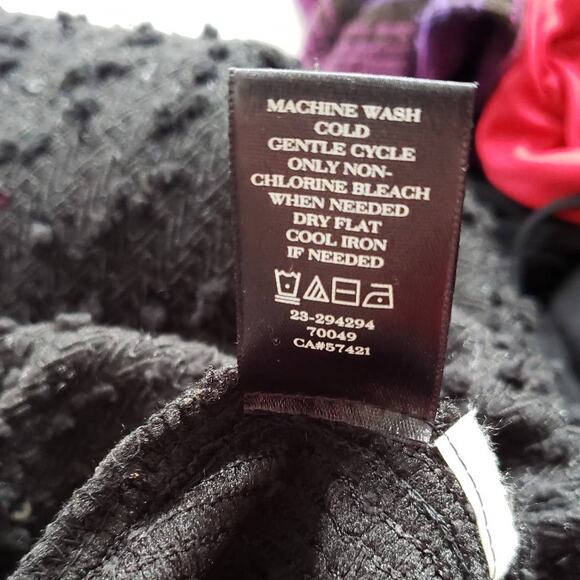 MACHINE WASH
COLD
GENTLE CYCLE
ONLY NON-
CHLORINE BLEACH
WHEN NEEDED
DRY FLAT
COOL IRON
IF NEEDED
23-294294
70049
CA#57421